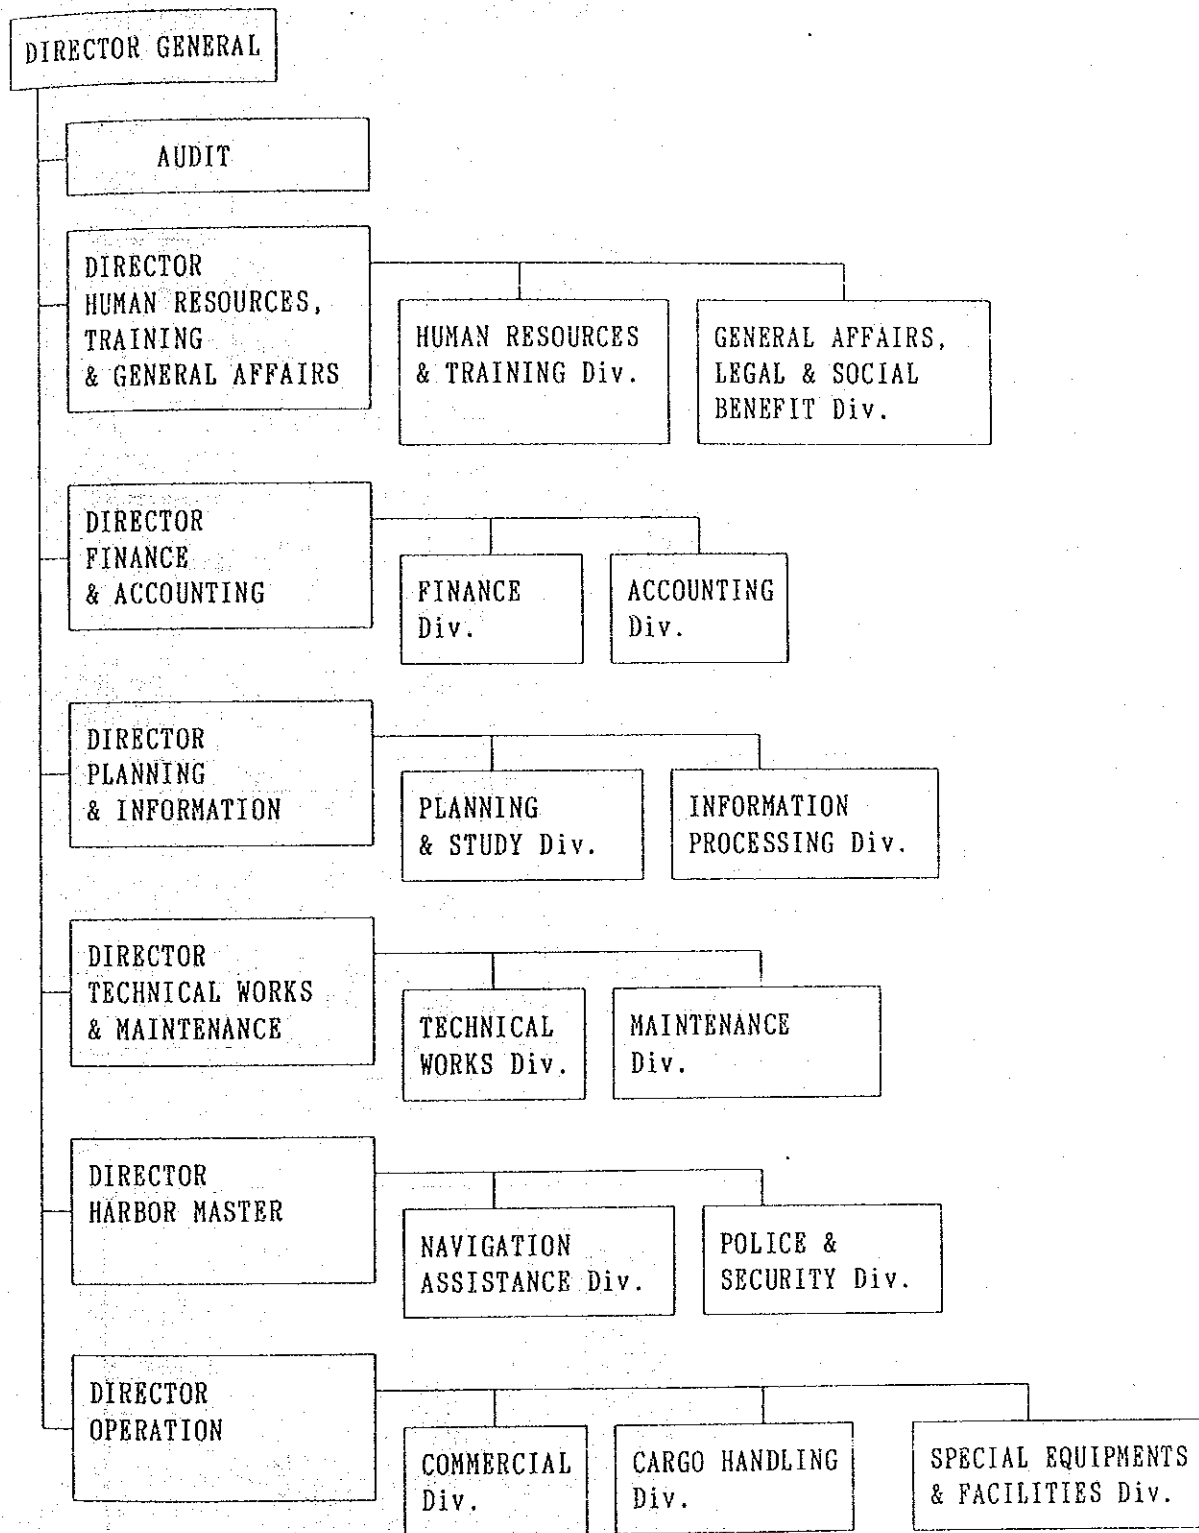 DIRECTOR GENERAL
AUDIT
DIRECTOR
HUMAN RESOURCES,
TRAINING
& GENERAL AFFAIRS
HUMAN RESOURCES
& TRAINING Div.
GENERAL AFFAIRS,
LEGAL & SOCIAL
BENEFIT Div.
DIRECTOR
FINANCE
& ACCOUNTING
FINANCE
Div.
ACCOUNTING
Div.
DIRECTOR
PLANNING
& INFORMATION
PLANNING
& STUDY Div.
INFORMATION
PROCESSING Div.
DIRECTOR
TECHNICAL WORKS
& MAINTENANCE
TECHNICAL
WORKS Div.
MAINTENANCE
Div.
DIRECTOR
HARBOR MASTER
NAVIGATION
ASSISTANCE Div.
POLICE &
SECURITY Div.
DIRECTOR
OPERATION
COMMERCIAL
Div.
CARGO HANDLING
Div.
SPECIAL EQUIPMENTS
& FACILITIES Div.